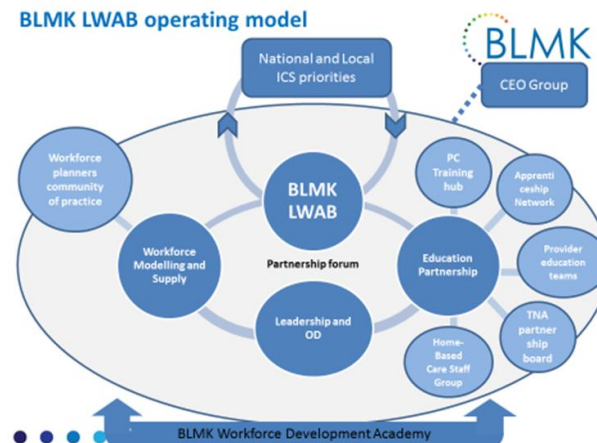 BLMK LWAB operating model
BLMK
National and Local
ICS priorities
CEO Group
Workforce
planners
community
of practice
PC
Training
hub
Apprenti
ceship
Network
BLMK
LWAB
Workforce
Modelling and
Supply
Partnership forum
Education
Partnership
Provider
education
teams
Leadership and
OD
TNA
partner
ship
board
Home-
Based
Care Staff
Group
BLMK Workforce Development Academy